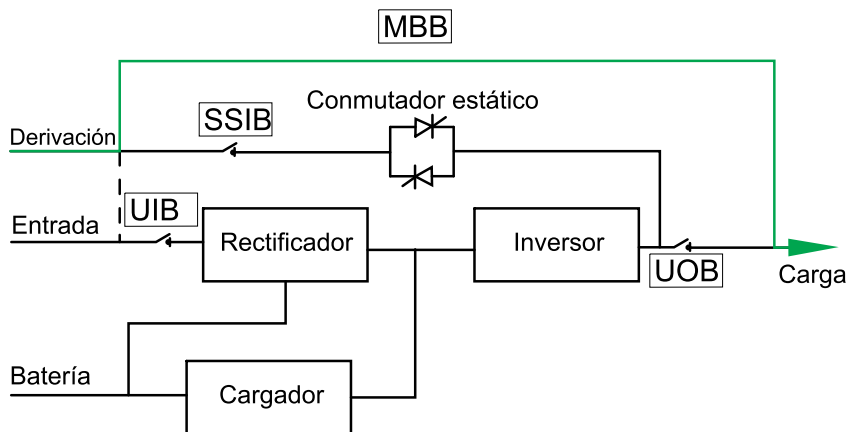 MBB
Conmutador estático
SSIB
Derivación
UIB
Entrada
Rectificador
Inversor
UOB
Carga
Batería
Cargador